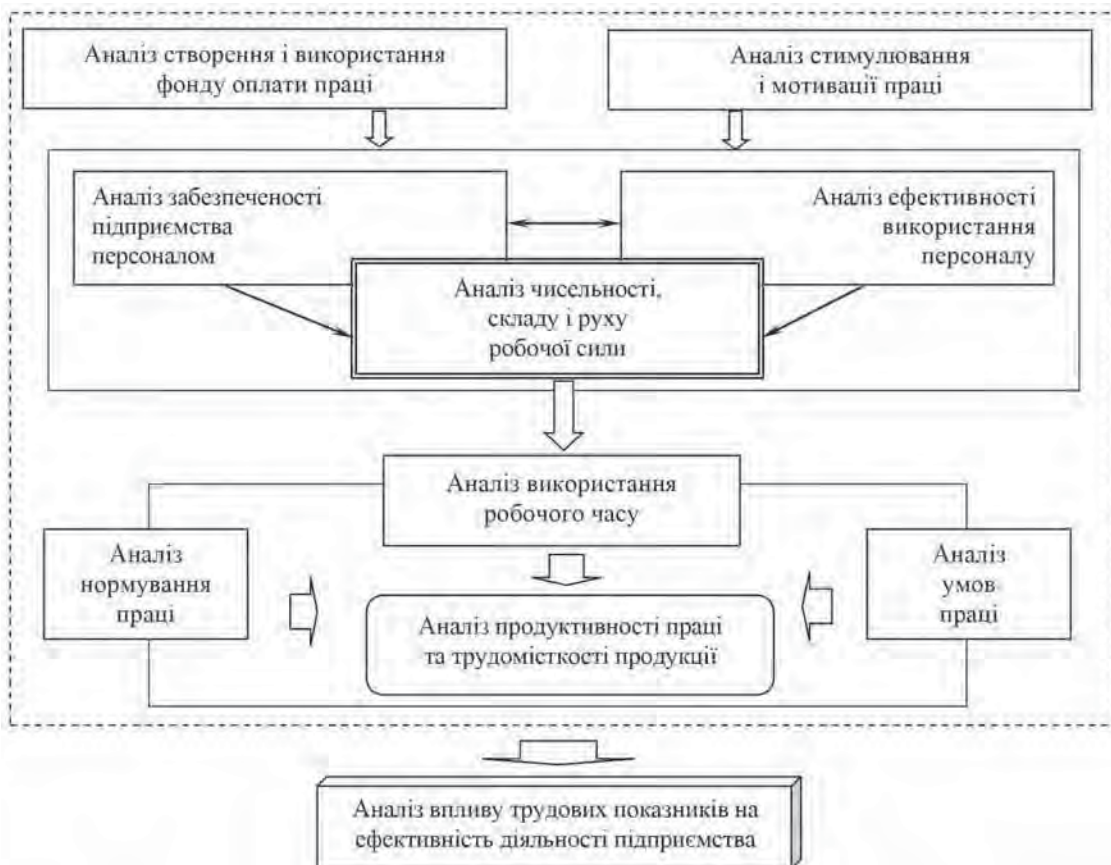 Аналіз створення і використання
фонду оплати праці
Аналіз стимулювання
і мотивації праці
Аналіз забезпеченості
підприємства
персоналом
Аналіз ефективності
використання
персоналу
Аналіз чисельності,
складу і руху
робочої сили
Аналіз використання
робочого часу
Аналіз
нормування
праці
Аналіз
умов
праці
Аналіз продуктивності праці
та трудомісткості продукції
Аналіз впливу трудових показників на
ефективність діяльності підприємства